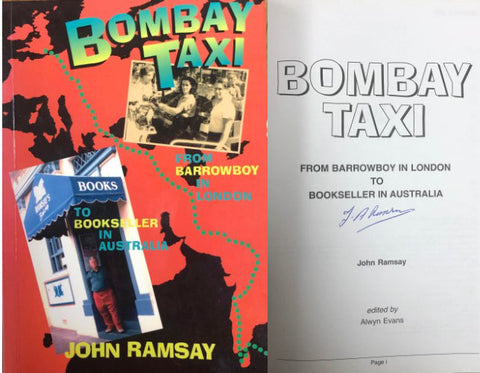 BOMBAY
TAXI
FROM
BARROWBOY
IN
LONDON
BOOKS
TO
BOOKSELLER
IN
AUSTRALIA
JOHN RAMSAY
BOMBAY
TAXI
FROM BARROWBOY IN LONDON
TO
BOOKSELLER IN AUSTRALIA
John Ramsay
edited by
Alwyn Evans
Page i